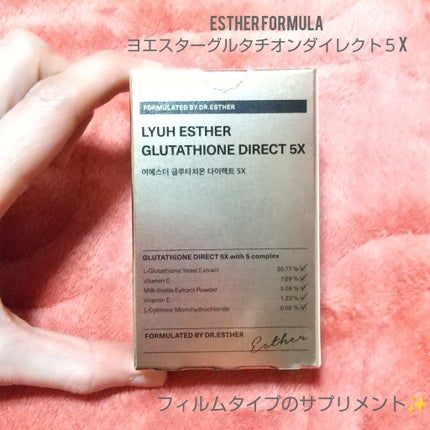 ESTHER FORMULA
ヨエスターグルタチオンダイレクト5X
FORMULATED BY DR.ESTHER
LYUH ESTHER
GLUTATHIONE DIRECT 5X
여에스더 글루타치온 다이렉트 5X
GLUTATHIONE DIRECT 5X with 5 complex
L-Glutathione Yeast Extract 30.77 %✓
Vitamin C 7.69 %✓
Milk thistle Extract Powder 3.08 %✓
Vitamin E 1.23 %✓
L-Cysteine Monohydrochloride 0.92 %✓
FORMULATED BY DR.ESTHER
Esther
フィルムタイプのサプリメント✨